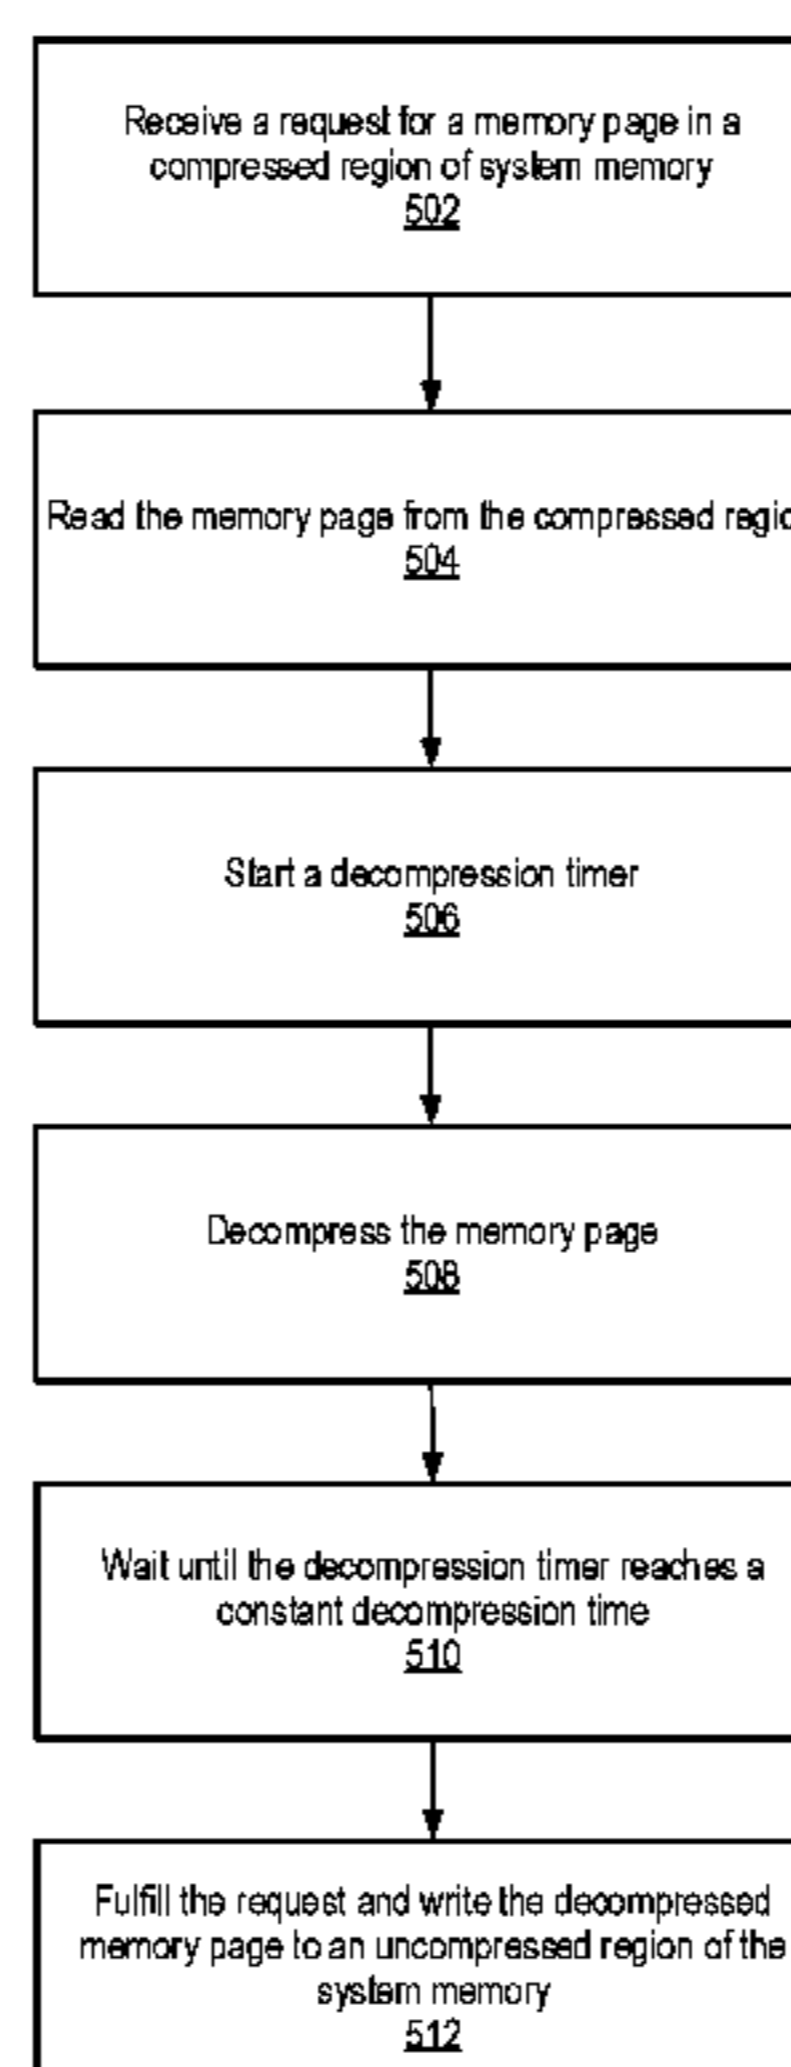 Receive a request for a memory page in a
compressed region of system memory
502
Read the memory page from the compressed regio
504
Start a decompression timer
506
Decompress the memory page
508
Wait until the decompression timer reaches a
constant decompression time
510
Fulfill the request and write the decompressed
memory page to an uncompressed region of the
system memory
512